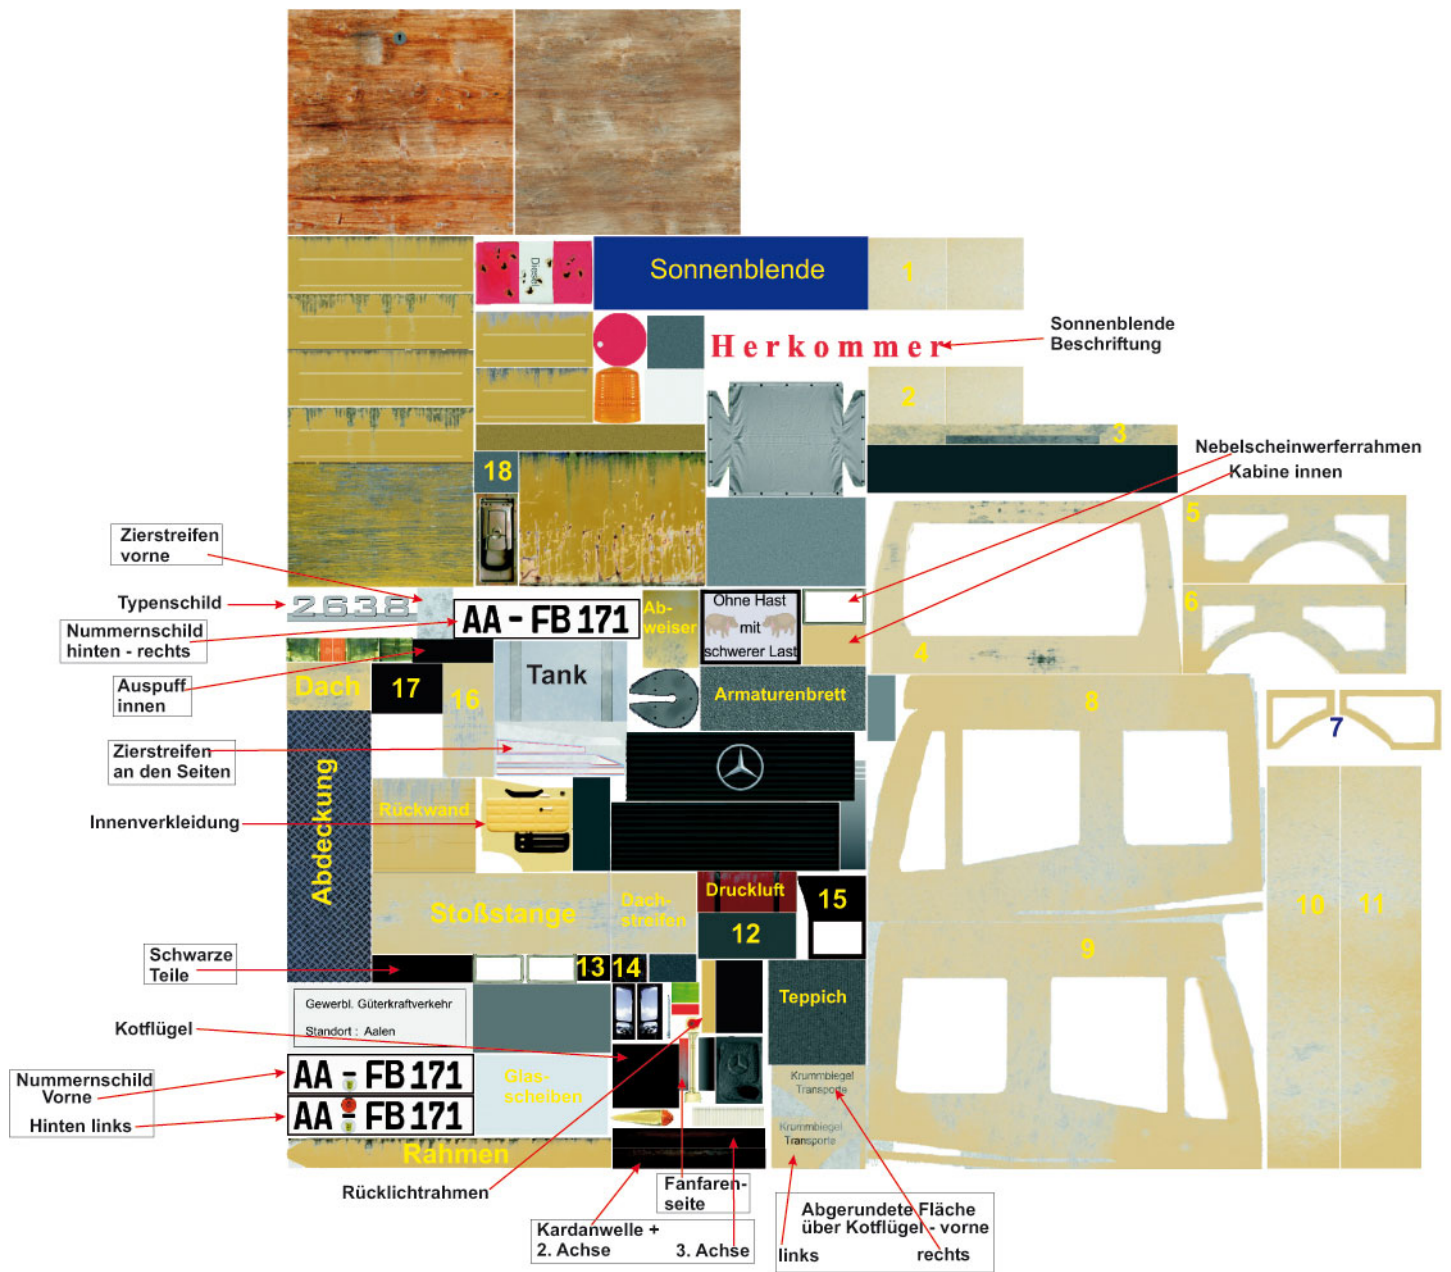 Diesel
Sonnenblende
1
Herkommer
Sonnenblende
Beschriftung
2
3
Nebelscheinwerferrahmen
Kabine innen
18
5
Zierstreifen
vorne
Typenschild
2638
Nummernschild
hinten - rechts
AA - FB 171
Ab-
weiser
Ohne Hast
mit
schwerer Last
6
4
Auspuff
innen
Dach
17
16
Tank
Armaturenbrett
8
7
Zierstreifen
an den Seiten
Abdeckung
Rückwand
Innenverkleidung
Stoßstange
Dach-
streifen
Druckluft
15
12
10
11
9
Schwarze
Teile
13
14
Teppich
Gewerbl. Güterkraftverkehr
Standort : Aalen
Kotflügel
Nummernschild
Vorne
AA - FB 171
Glas-
scheiben
Krummbiegel
Transporte
Hinten links
AA - FB 171
Krummbiegel
Transporte
Rahmen
Rücklichtrahmen
Fanfaren-
seite
Kardanwelle +
2. Achse
3. Achse
Abgerundete Fläche
über Kotflügel - vorne
links
rechts